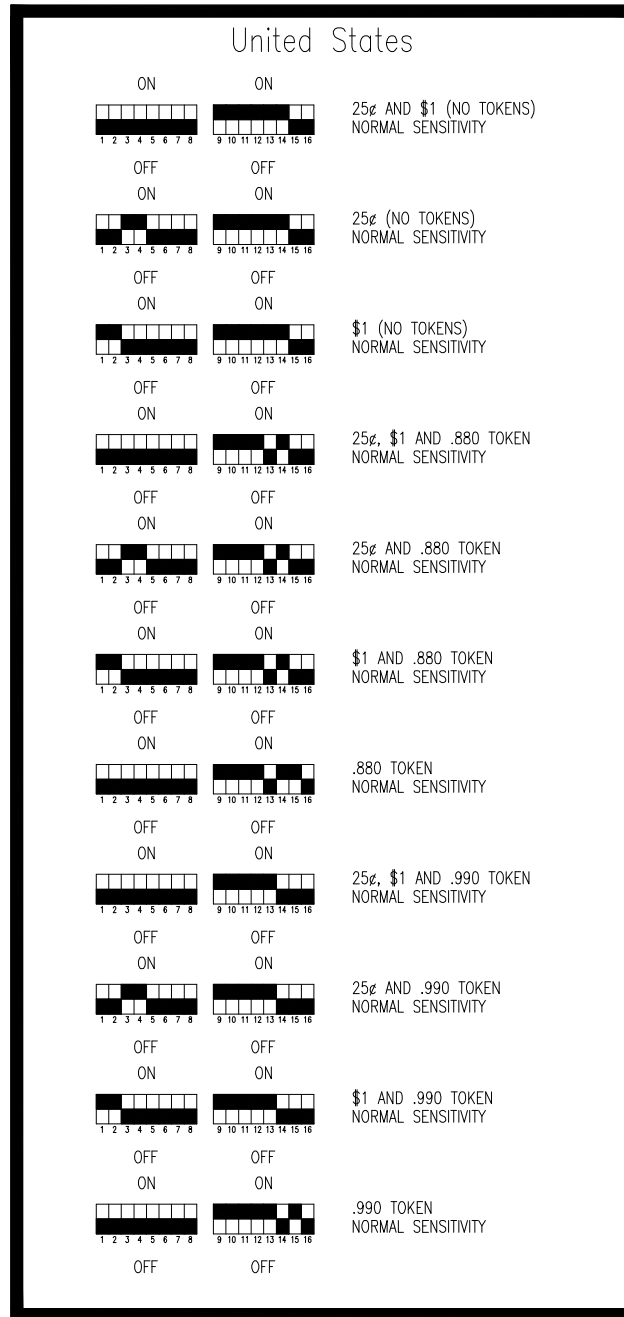 United States
ON ON
25¢ AND $1 (NO TOKENS)
NORMAL SENSITIVITY
1 2 3 4 5 6 7 8 9 10 11 12 13 14 15 16
OFF OFF
ON ON
25¢ (NO TOKENS)
NORMAL SENSITIVITY
1 2 3 4 5 6 7 8 9 10 11 12 13 14 15 16
OFF OFF
ON ON
$1 (NO TOKENS)
NORMAL SENSITIVITY
1 2 3 4 5 6 7 8 9 10 11 12 13 14 15 16
OFF OFF
ON ON
25¢, $1 AND .880 TOKEN
NORMAL SENSITIVITY
1 2 3 4 5 6 7 8 9 10 11 12 13 14 15 16
OFF OFF
ON ON
25¢ AND .880 TOKEN
NORMAL SENSITIVITY
1 2 3 4 5 6 7 8 9 10 11 12 13 14 15 16
OFF OFF
ON ON
$1 AND .880 TOKEN
NORMAL SENSITIVITY
1 2 3 4 5 6 7 8 9 10 11 12 13 14 15 16
OFF OFF
ON ON
.880 TOKEN
NORMAL SENSITIVITY
1 2 3 4 5 6 7 8 9 10 11 12 13 14 15 16
OFF OFF
ON ON
25¢, $1 AND .990 TOKEN
NORMAL SENSITIVITY
1 2 3 4 5 6 7 8 9 10 11 12 13 14 15 16
OFF OFF
ON ON
25¢ AND .990 TOKEN
NORMAL SENSITIVITY
1 2 3 4 5 6 7 8 9 10 11 12 13 14 15 16
OFF OFF
ON ON
$1 AND .990 TOKEN
NORMAL SENSITIVITY
1 2 3 4 5 6 7 8 9 10 11 12 13 14 15 16
OFF OFF
ON ON
.990 TOKEN
NORMAL SENSITIVITY
1 2 3 4 5 6 7 8 9 10 11 12 13 14 15 16
OFF OFF